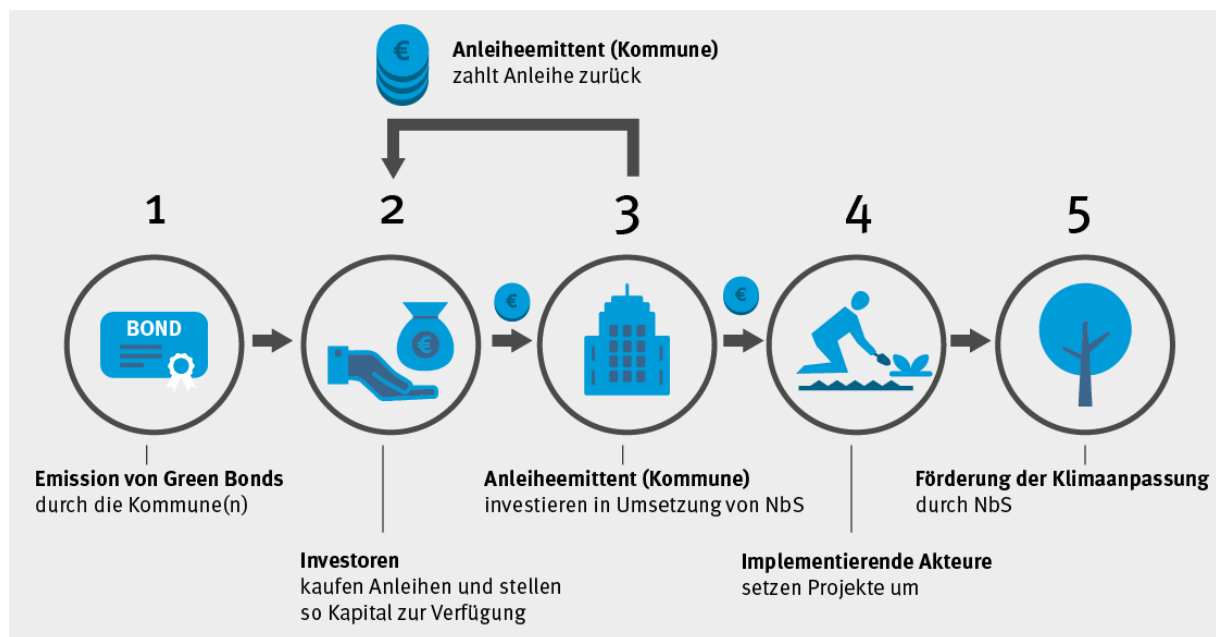 €
Anleiheemittent (Kommune)
zahlt Anleihe zurück
1
2
3
4
5
BOND
€
€
€
Emission von Green Bonds
durch die Kommune(n)
Investoren
kaufen Anleihen und stellen
so Kapital zur Verfügung
Anleiheemittent (Kommune)
investieren in Umsetzung von NbS
Implementierende Akteure
setzen Projekte um
Förderung der Klimaanpassung
durch NbS